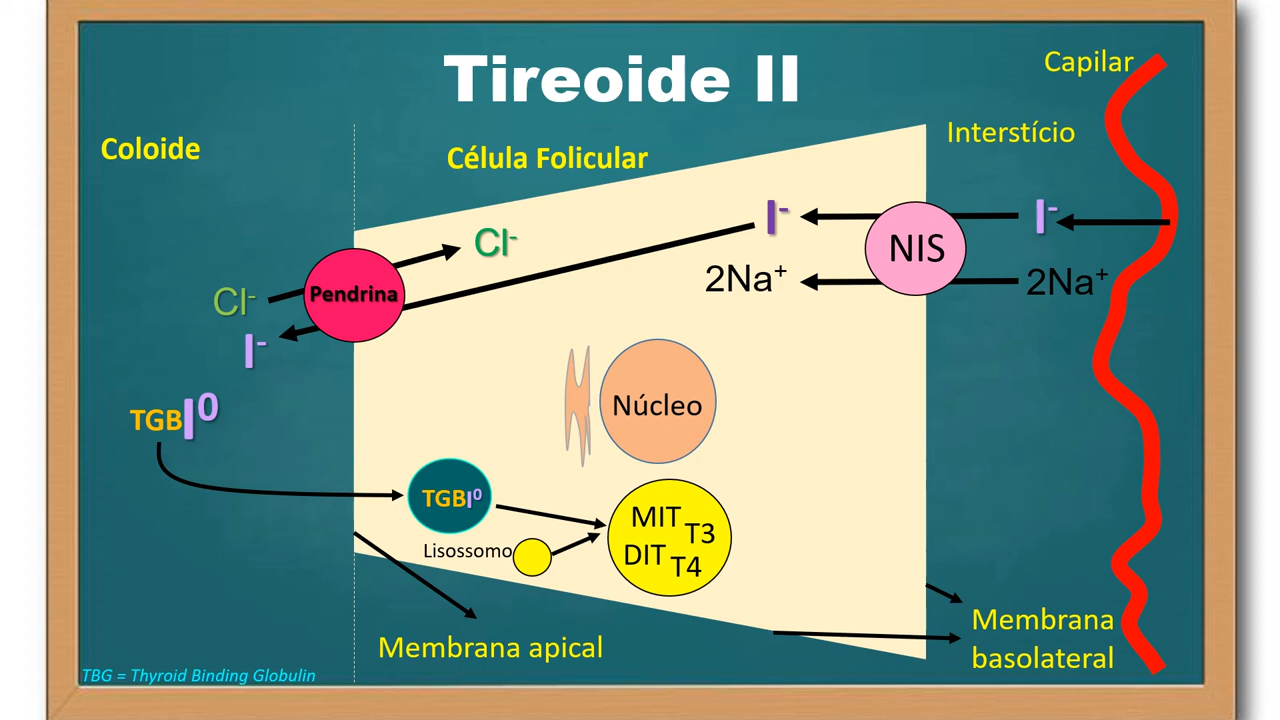 Tireoide II
Capilar
Coloide
Célula Folicular
Interstício
I⁻
I⁻
NIS
2Na⁺
2Na⁺
Cl⁻
Cl⁻
Pendrina
I⁻
TGBI⁰
Núcleo
TGBI⁰
Lisossomo
MIT T3
DIT T4
Membrana apical
Membrana
basolateral
TBG = Thyroid Binding Globulin